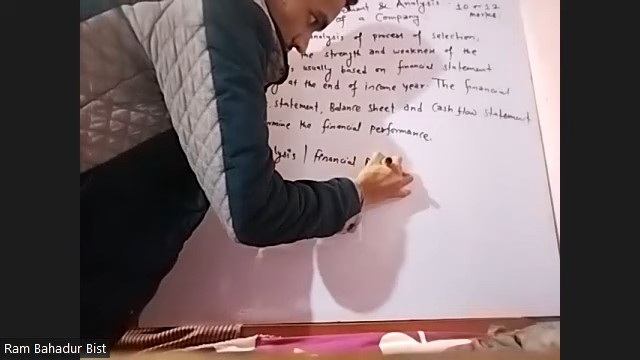 & Analysis. 10 or 12
of a Company marks.
analysis of process of selection,
the strength and weakness of the
usually based on financial statement
at the end of income year. The financial
statement, Balance sheet and Cash flow statement
the financial performance.
Financial
Ram Bahadur Bist